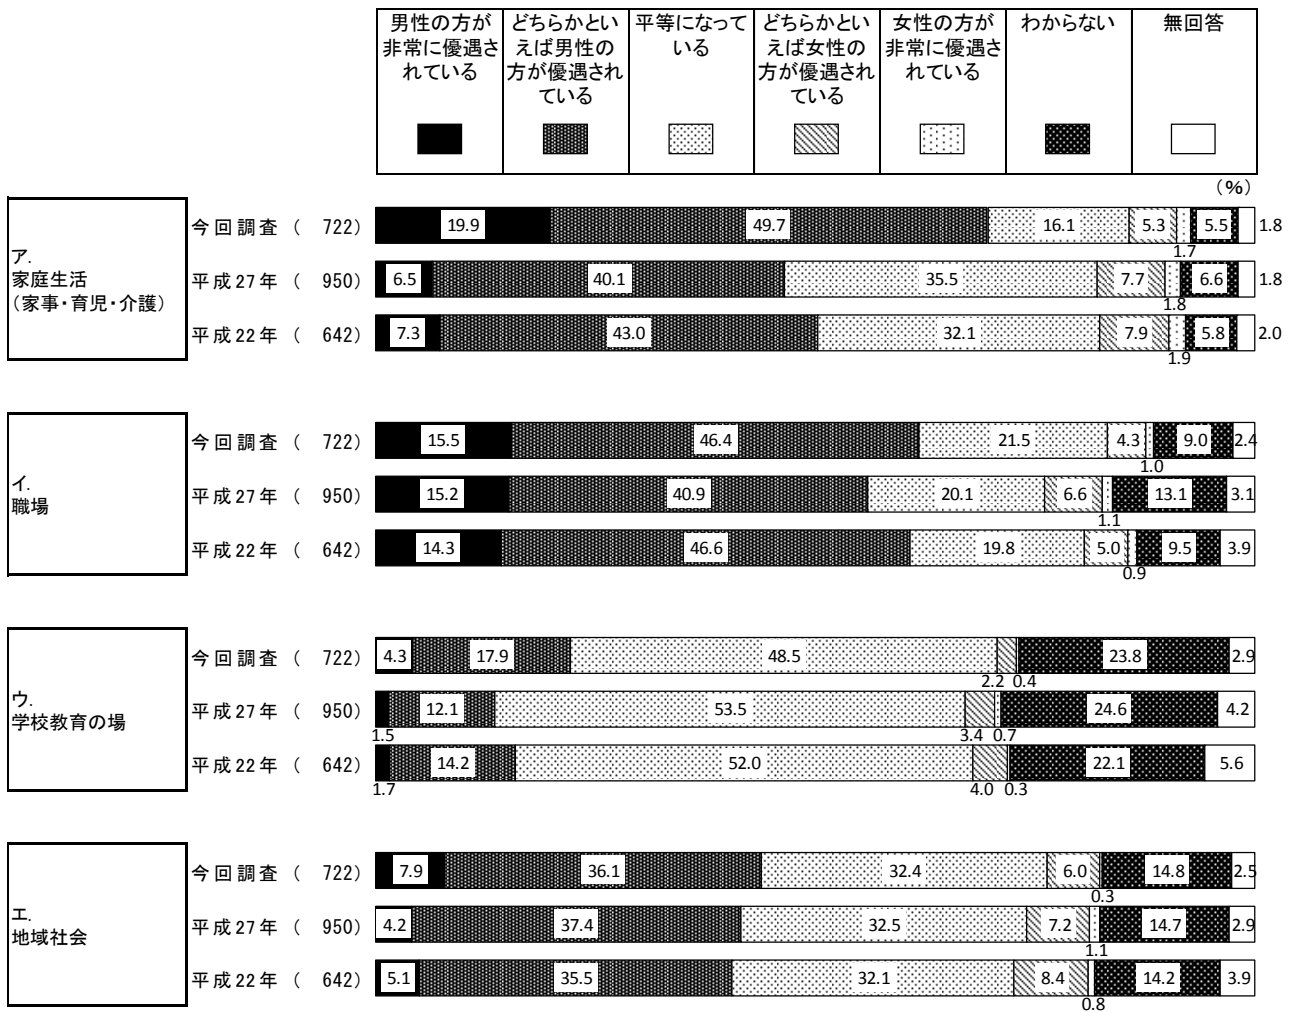 男性の方が
非常に優遇さ
れている
どちらかとい
えば男性の
方が優遇され
ている
平等になって
いる
どちらかとい
えば女性の
方が優遇され
ている
女性の方が
非常に優遇さ
れている
わからない
無回答
(%)
ア.
家庭生活
(家事・育児・介護)
今回調査 ( 722) 19.9 49.7 16.1 5.3 1.7 5.5 1.8
平成27年 ( 950) 6.5 40.1 35.5 7.7 1.8 6.6 1.8
平成22年 ( 642) 7.3 43.0 32.1 7.9 1.9 5.8 2.0
イ.
職場
今回調査 ( 722) 15.5 46.4 21.5 4.3 1.0 9.0 2.4
平成27年 ( 950) 15.2 40.9 20.1 6.6 1.1 13.1 3.1
平成22年 ( 642) 14.3 46.6 19.8 5.0 0.9 9.5 3.9
ウ.
学校教育の場
今回調査 ( 722) 4.3 17.9 48.5 2.2 0.4 23.8 2.9
平成27年 ( 950) 1.5 12.1 53.5 3.4 0.7 24.6 4.2
平成22年 ( 642) 1.7 14.2 52.0 4.0 0.3 22.1 5.6
エ.
地域社会
今回調査 ( 722) 7.9 36.1 32.4 6.0 0.3 14.8 2.5
平成27年 ( 950) 4.2 37.4 32.5 7.2 1.1 14.7 2.9
平成22年 ( 642) 5.1 35.5 32.1 8.4 0.8 14.2 3.9